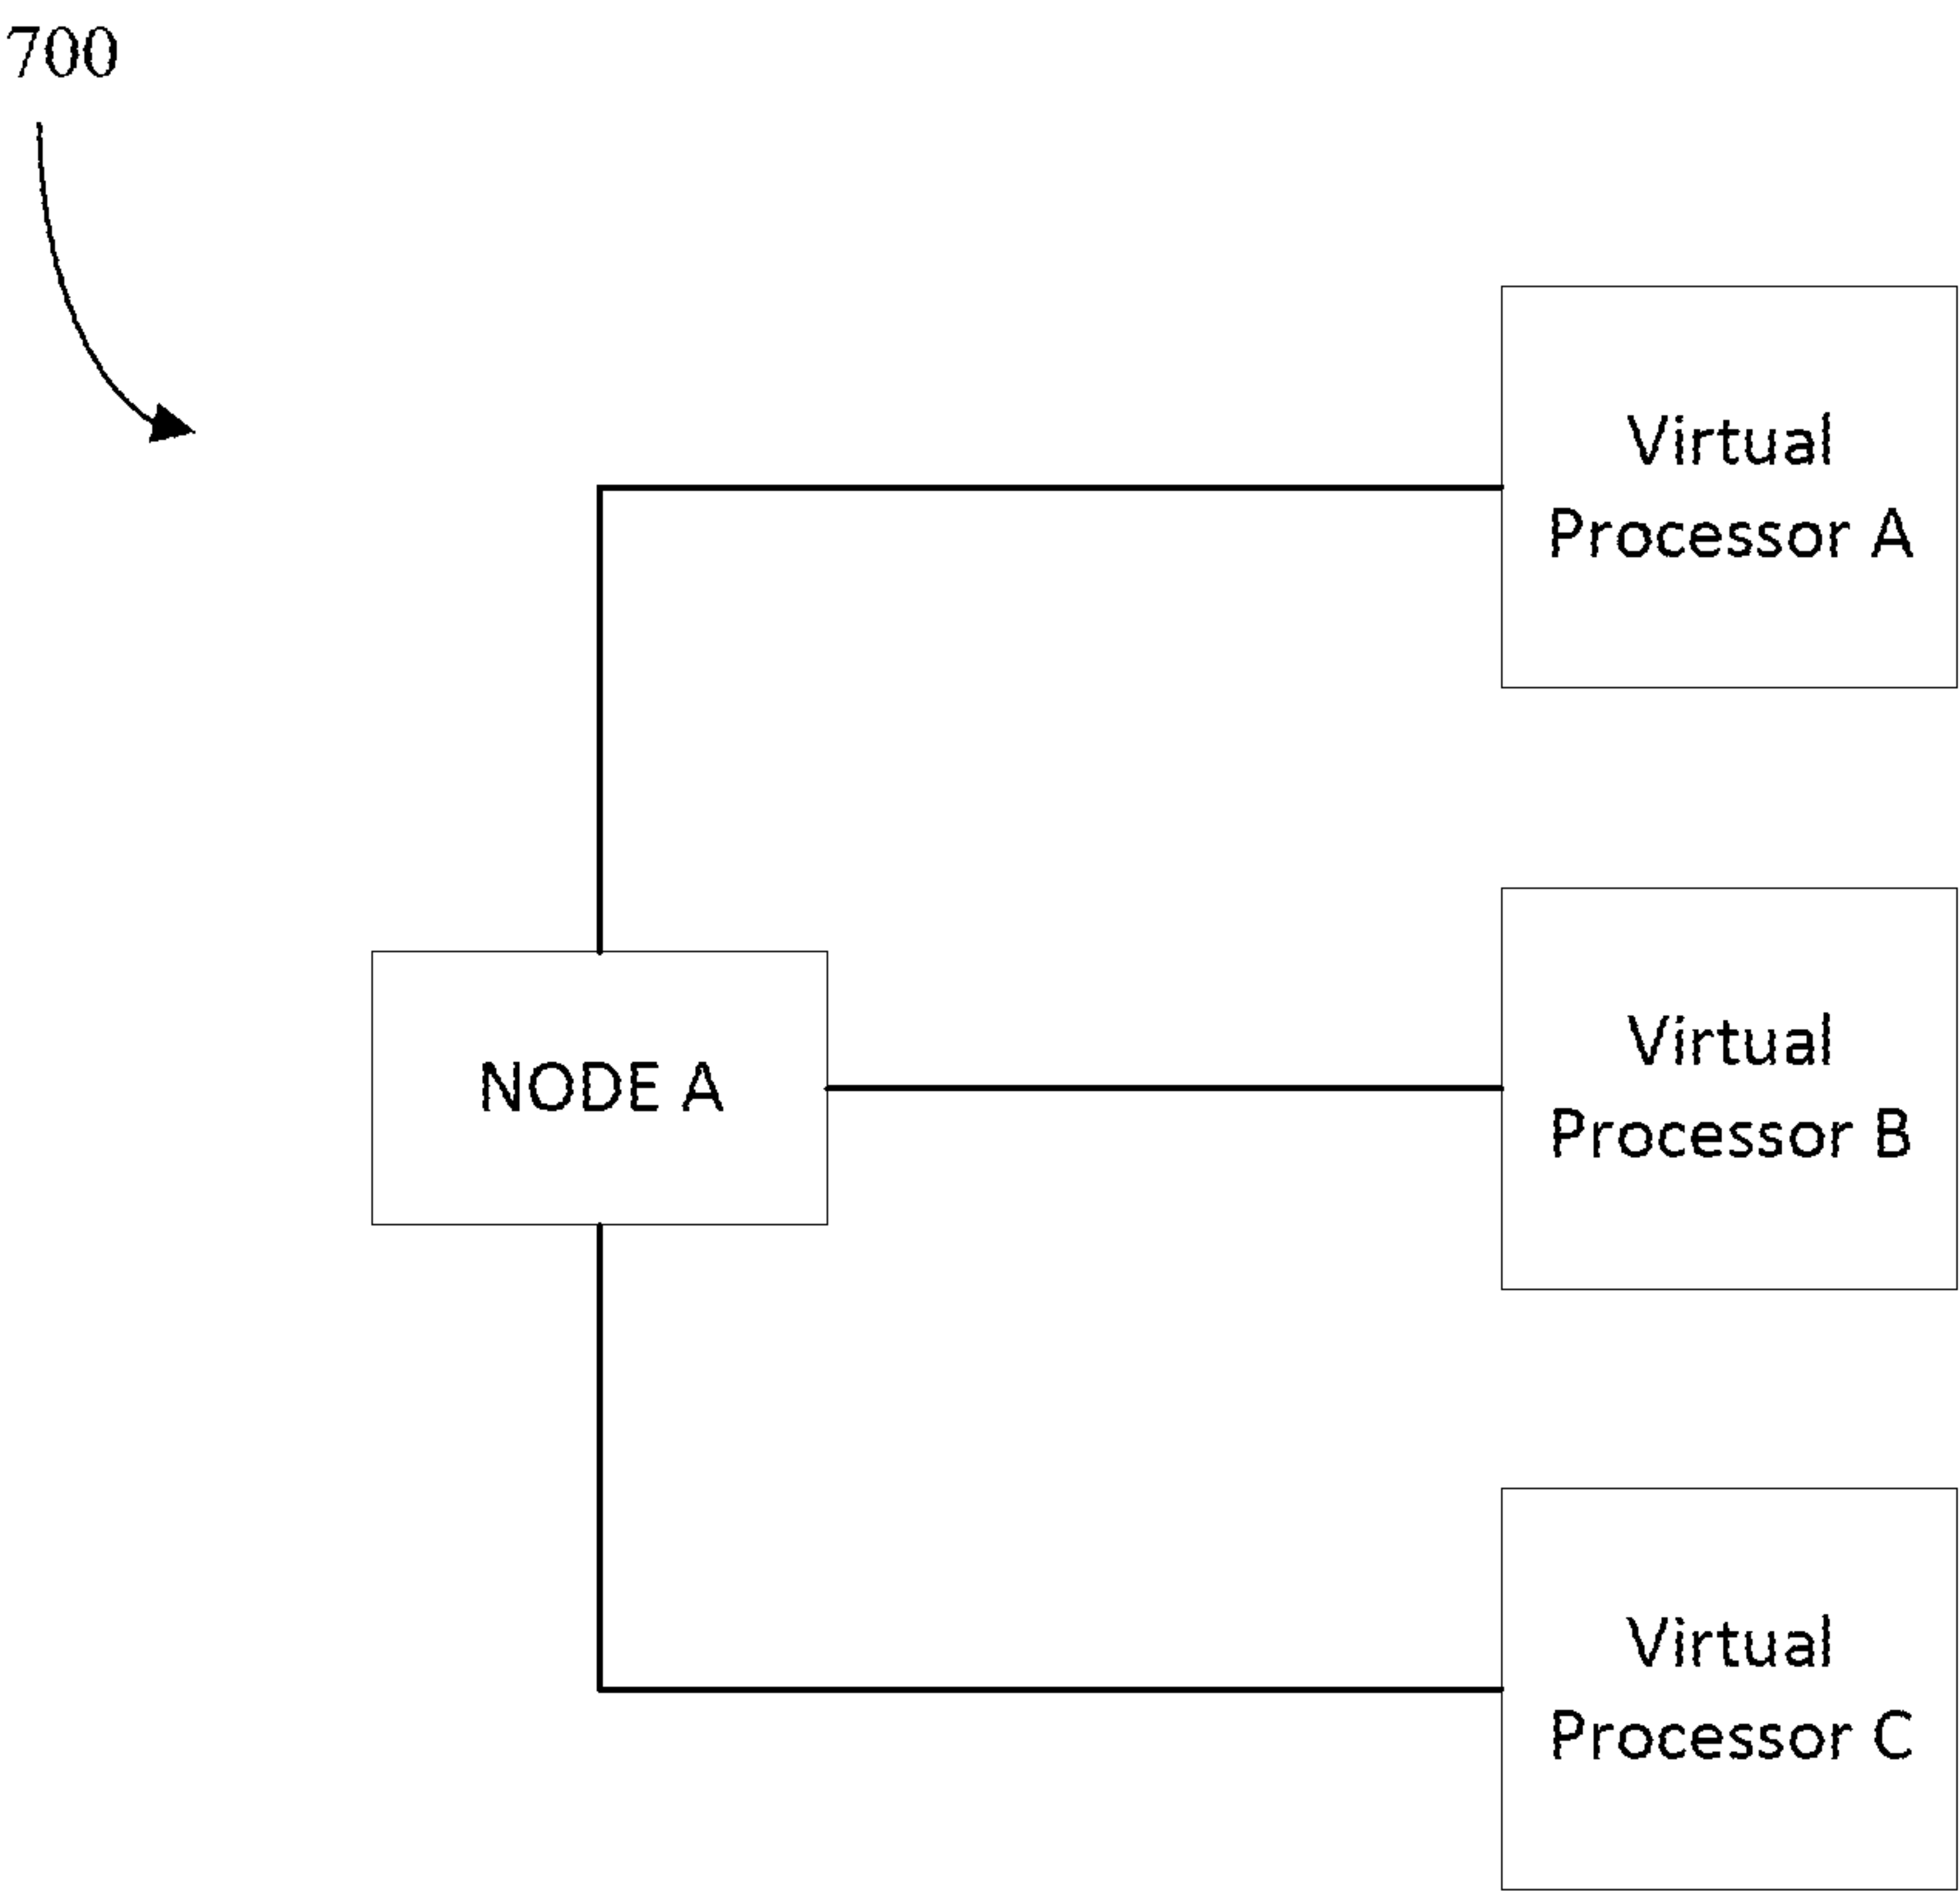 700
Virtual
Processor A
NODE A
Virtual
Processor B
Virtual
Processor C